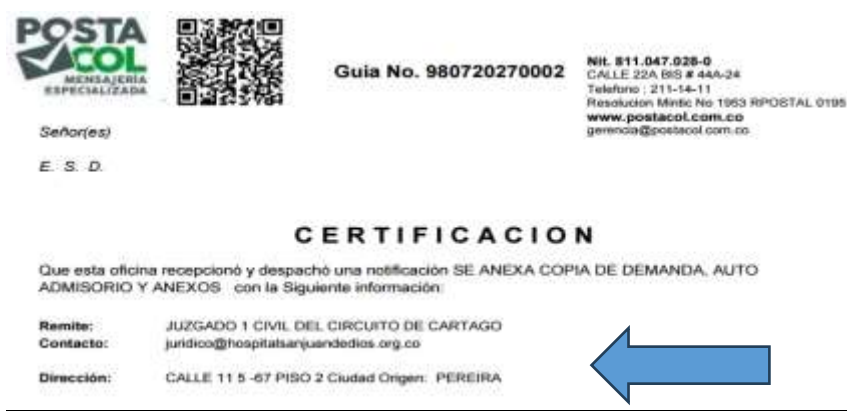 POSTA
COL
MENSAJERÍA
ESPECIALIZADA
Guia No. 980720270002
Nit. 811.047.028-0
CALLE 22A BIS # 44A-24
Telefono : 211-14-11
Resolucion Mintic No 1953 RPOSTAL 0195
www.postacol.com.co
gerencia@postacol.com.co
Señor(es)
E. S. D.
CERTIFICACION
Que esta oficina recepcionó y despachó una notificación SE ANEXA COPIA DE DEMANDA, AUTO
ADMISORIO Y ANEXOS con la Siguiente información:
Remite: JUZGADO 1 CIVIL DEL CIRCUITO DE CARTAGO
Contacto: juridico@hospitalsanjuandedios.org.co
Dirección: CALLE 11 5 -67 PISO 2 Ciudad Origen: PEREIRA